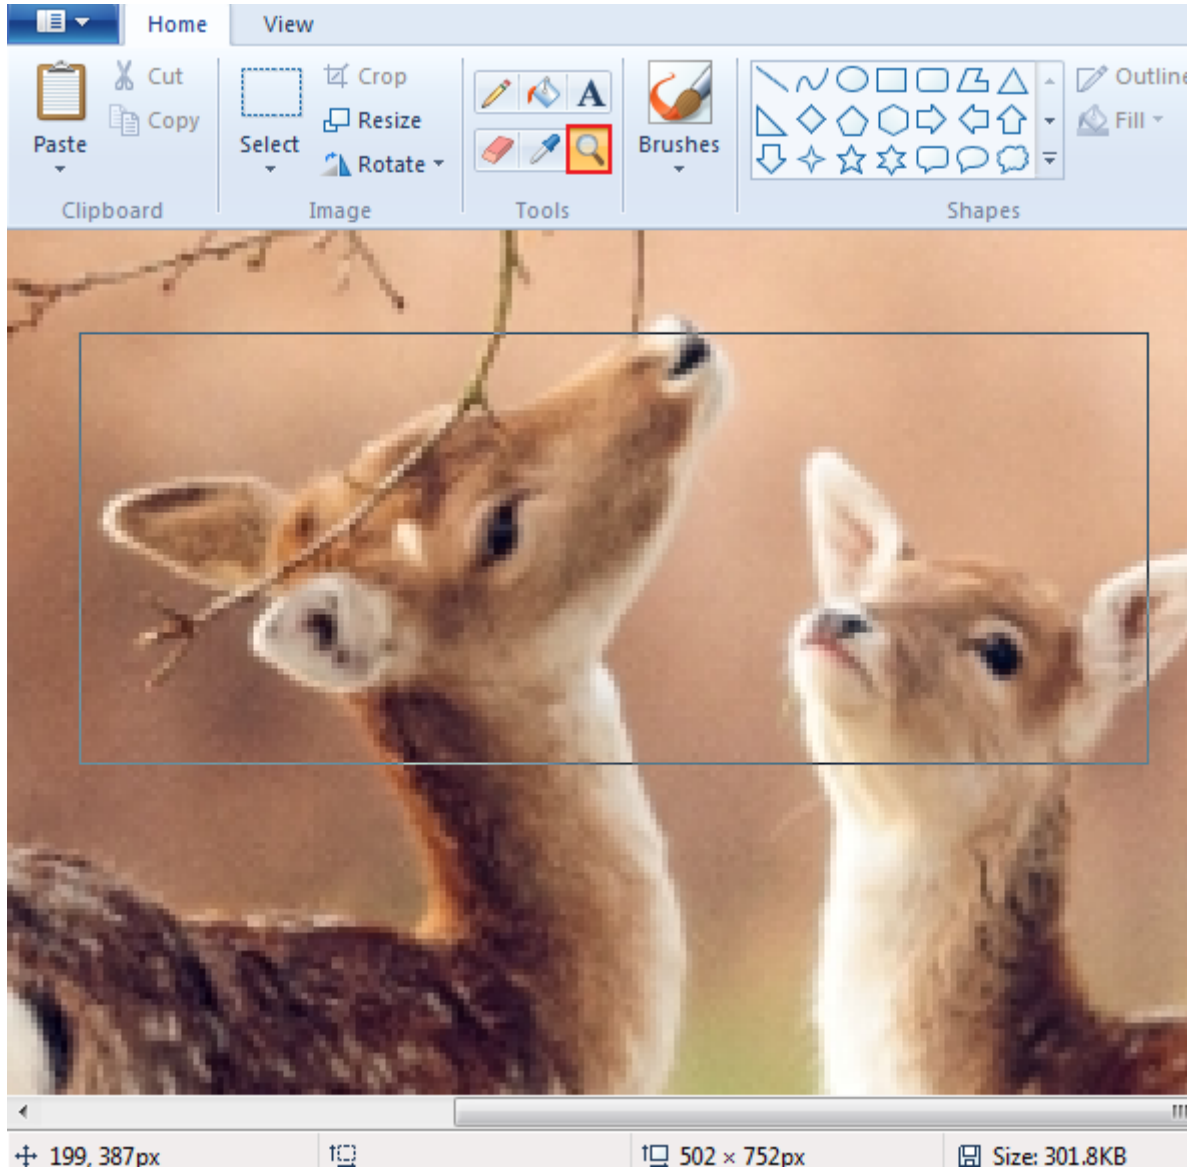 Home View
Cut
Copy
Paste
Clipboard
Select
Crop
Resize
Rotate
Image
A
Tools
Brushes
Outline
Fill
Shapes
199, 387px
502 × 752px
Size: 301.8KB